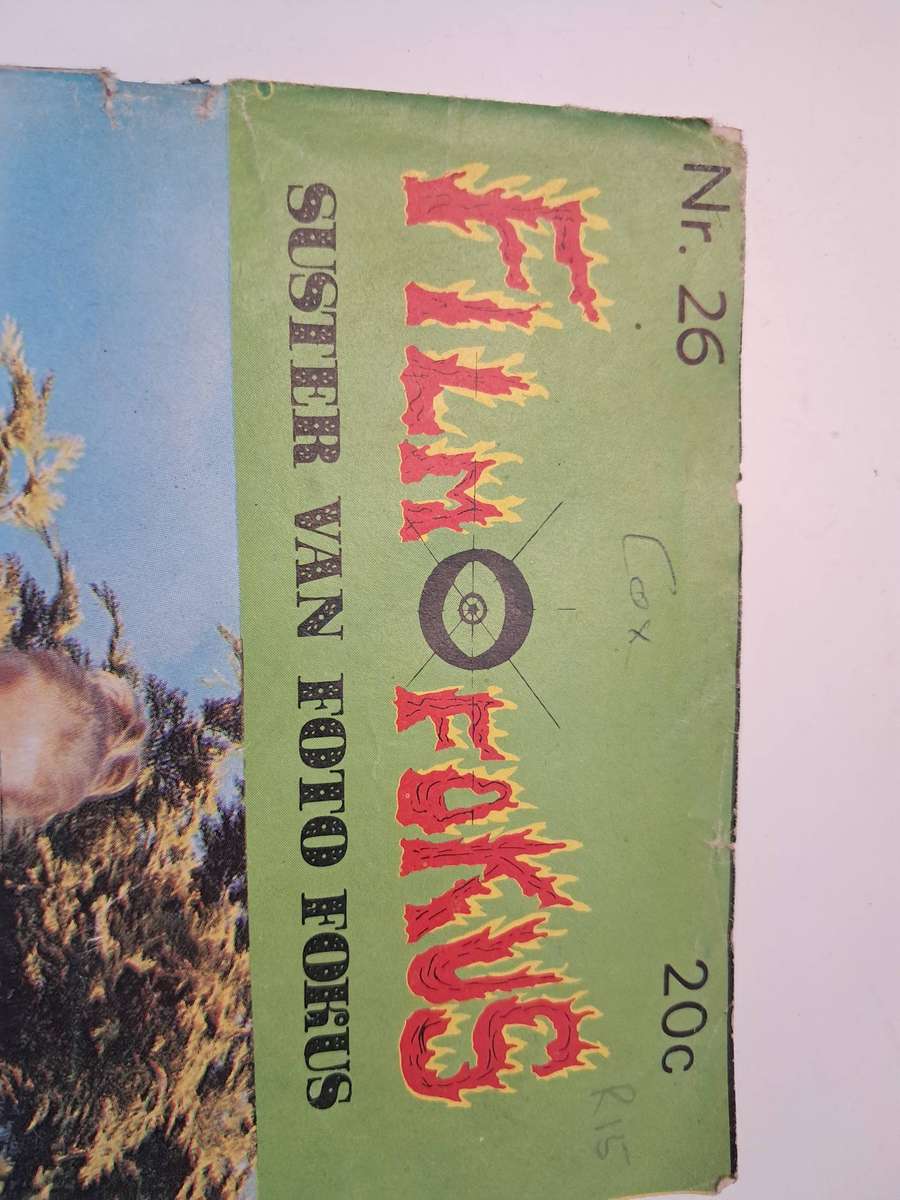 Nr. 26 20c
Cox
R15
FILM FOKUS
SUSTER VAN FOTO FOKUS